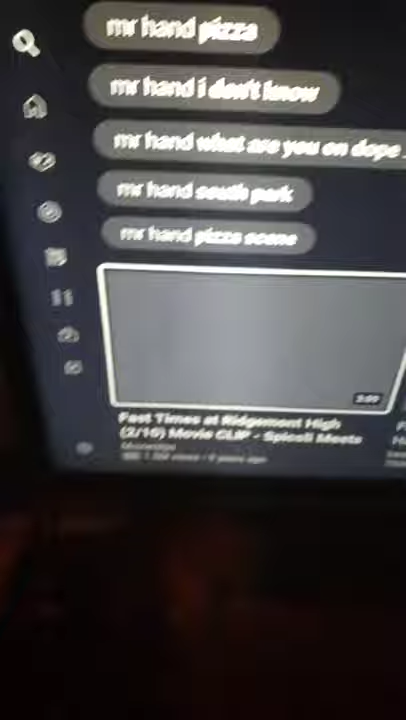 mr hand pizza
mr hand i don't know
mr hand what are you on dope
mr hand south park
mr hand pizza scene
Fast Times at Ridgemont High
(2/10) Movie CLIP - Spicoli Meets